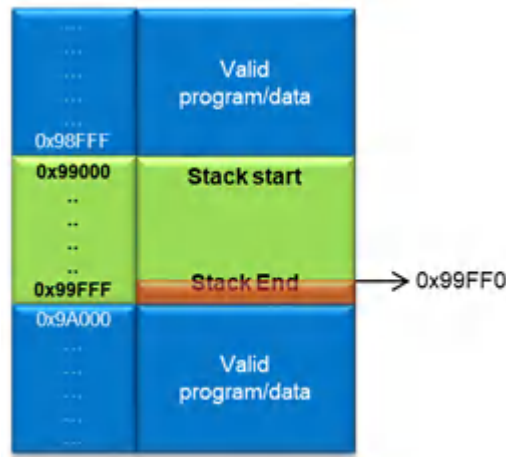 ...
...
...
...
...
0x98FFF
Valid
program/data
0x99000
Stack start
..
..
..
..
0x99FFF
Stack End
0x99FF0
0x9A000
...
...
...
...
...
Valid
program/data